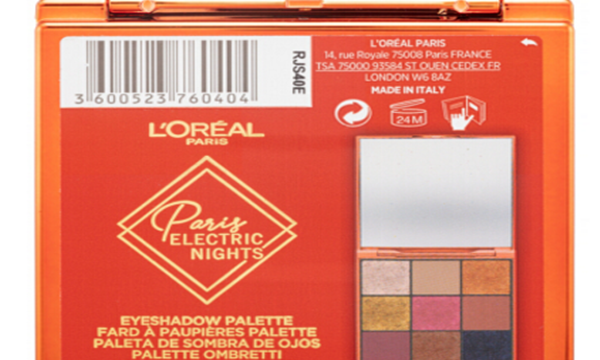 3 600523 760404
RJS40E
L'ORÉAL PARIS
14, rue Royale 75008 Paris FRANCE
TSA 75000 93584 ST OUEN CEDEX FR
LONDON W6 8AZ
MADE IN ITALY
24M
L'ORÉAL
PARIS
Paris
ELECTRIC
NIGHTS
EYESHADOW PALETTE
FARD À PAUPIÈRES PALETTE
PALETA DE SOMBRA DE OJOS
PALETTE OMBRETTI